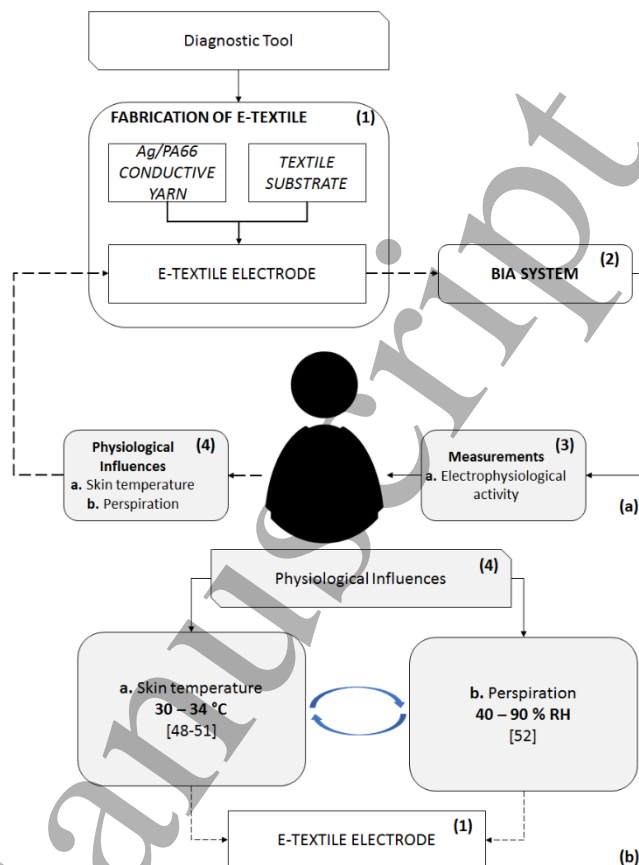 Diagnostic Tool
FABRICATION OF E-TEXTILE (1)
Ag/PA66
CONDUCTIVE
YARN
TEXTILE
SUBSTRATE
E-TEXTILE ELECTRODE
(2)
BIA SYSTEM
Physiological (4)
Influences
a. Skin temperature
b. Perspiration
Measurements (3)
a. Electrophysiological
activity
(a)
Physiological Influences (4)
a. Skin temperature
30 – 34 °C
[48-51]
b. Perspiration
40 – 90 % RH
[52]
(1)
E-TEXTILE ELECTRODE
(b)
anuscript